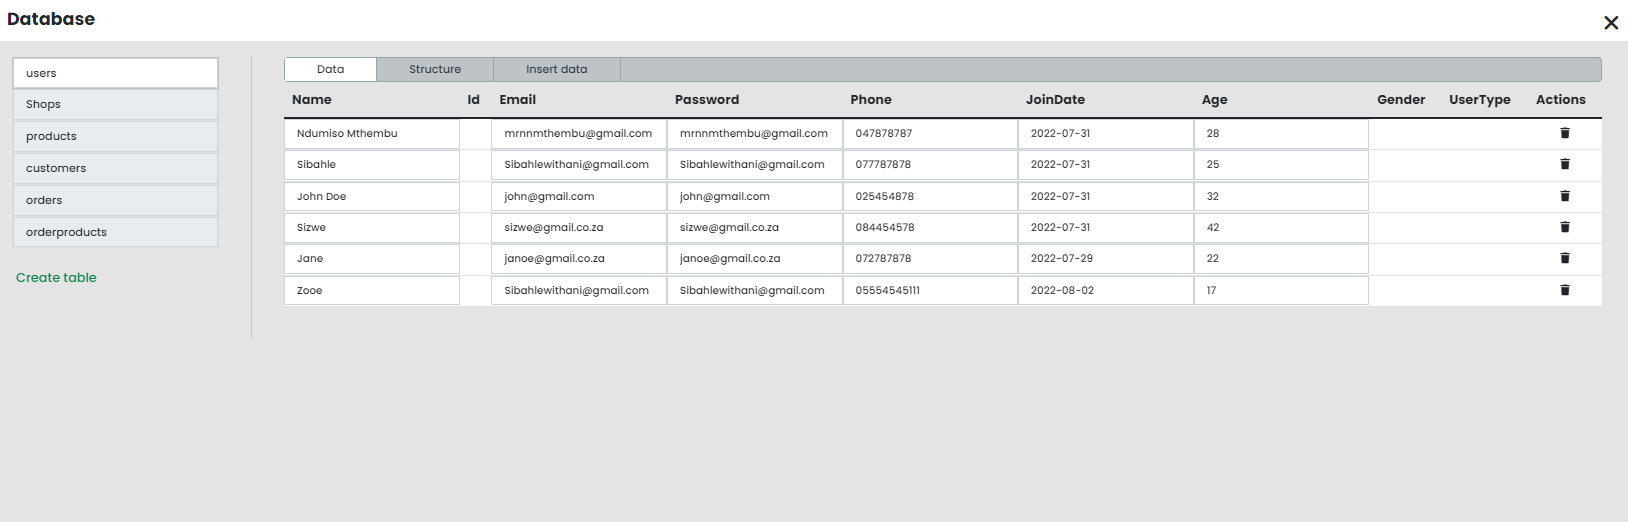 Database
users
Shops
products
customers
orders
orderproducts
Create table
Data Structure Insert data
Name Id Email Password Phone JoinDate Age Gender UserType Actions
Ndumiso Mthembu mrnnmthembu@gmail.com mrnnmthembu@gmail.com 047878787 2022-07-31 28
Sibahle Sibahlewithani@gmail.com Sibahlewithani@gmail.com 077787878 2022-07-31 25
John Doe john@gmail.com john@gmail.com 025454878 2022-07-31 32
Sizwe sizwe@gmail.co.za sizwe@gmail.co.za 084454578 2022-07-31 42
Jane janoe@gmail.co.za janoe@gmail.co.za 072787878 2022-07-29 22
Zooe Sibahlewithani@gmail.com Sibahlewithani@gmail.com 05554545111 2022-08-02 17